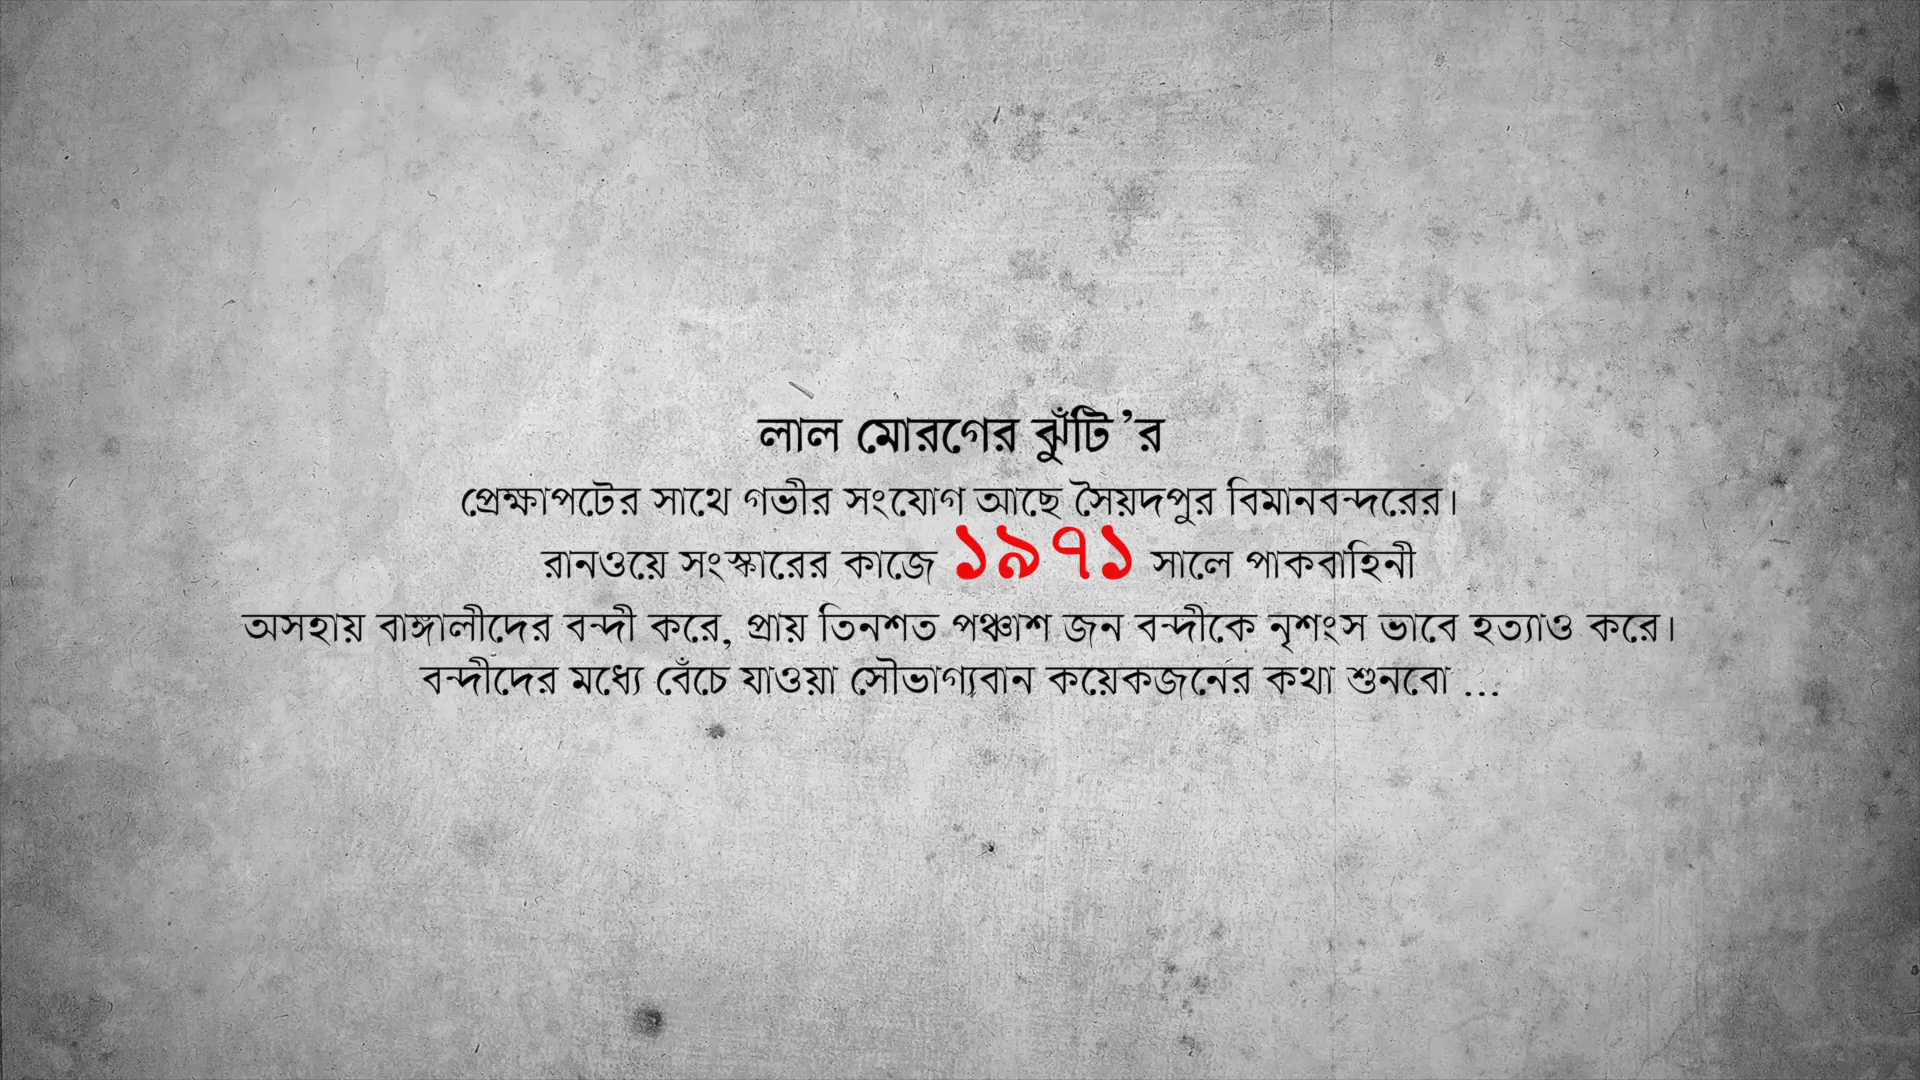 লাল মোরগের ঝুঁটি’র
প্রেক্ষাপটের সাথে গভীর সংযোগ আছে সৈয়দপুর বিমানবন্দরের।
রানওয়ে সংস্কারের কাজে ১৯৭১ সালে পাকবাহিনী
অসহায় বাঙ্গালীদের বন্দী করে, প্রায় তিনশত পঞ্চাশ জন বন্দীকে নৃশংস ভাবে হত্যাও করে।
বন্দীদের মধ্যে বেঁচে যাওয়া সৌভাগ্যবান কয়েকজনের কথা শুনবো ...